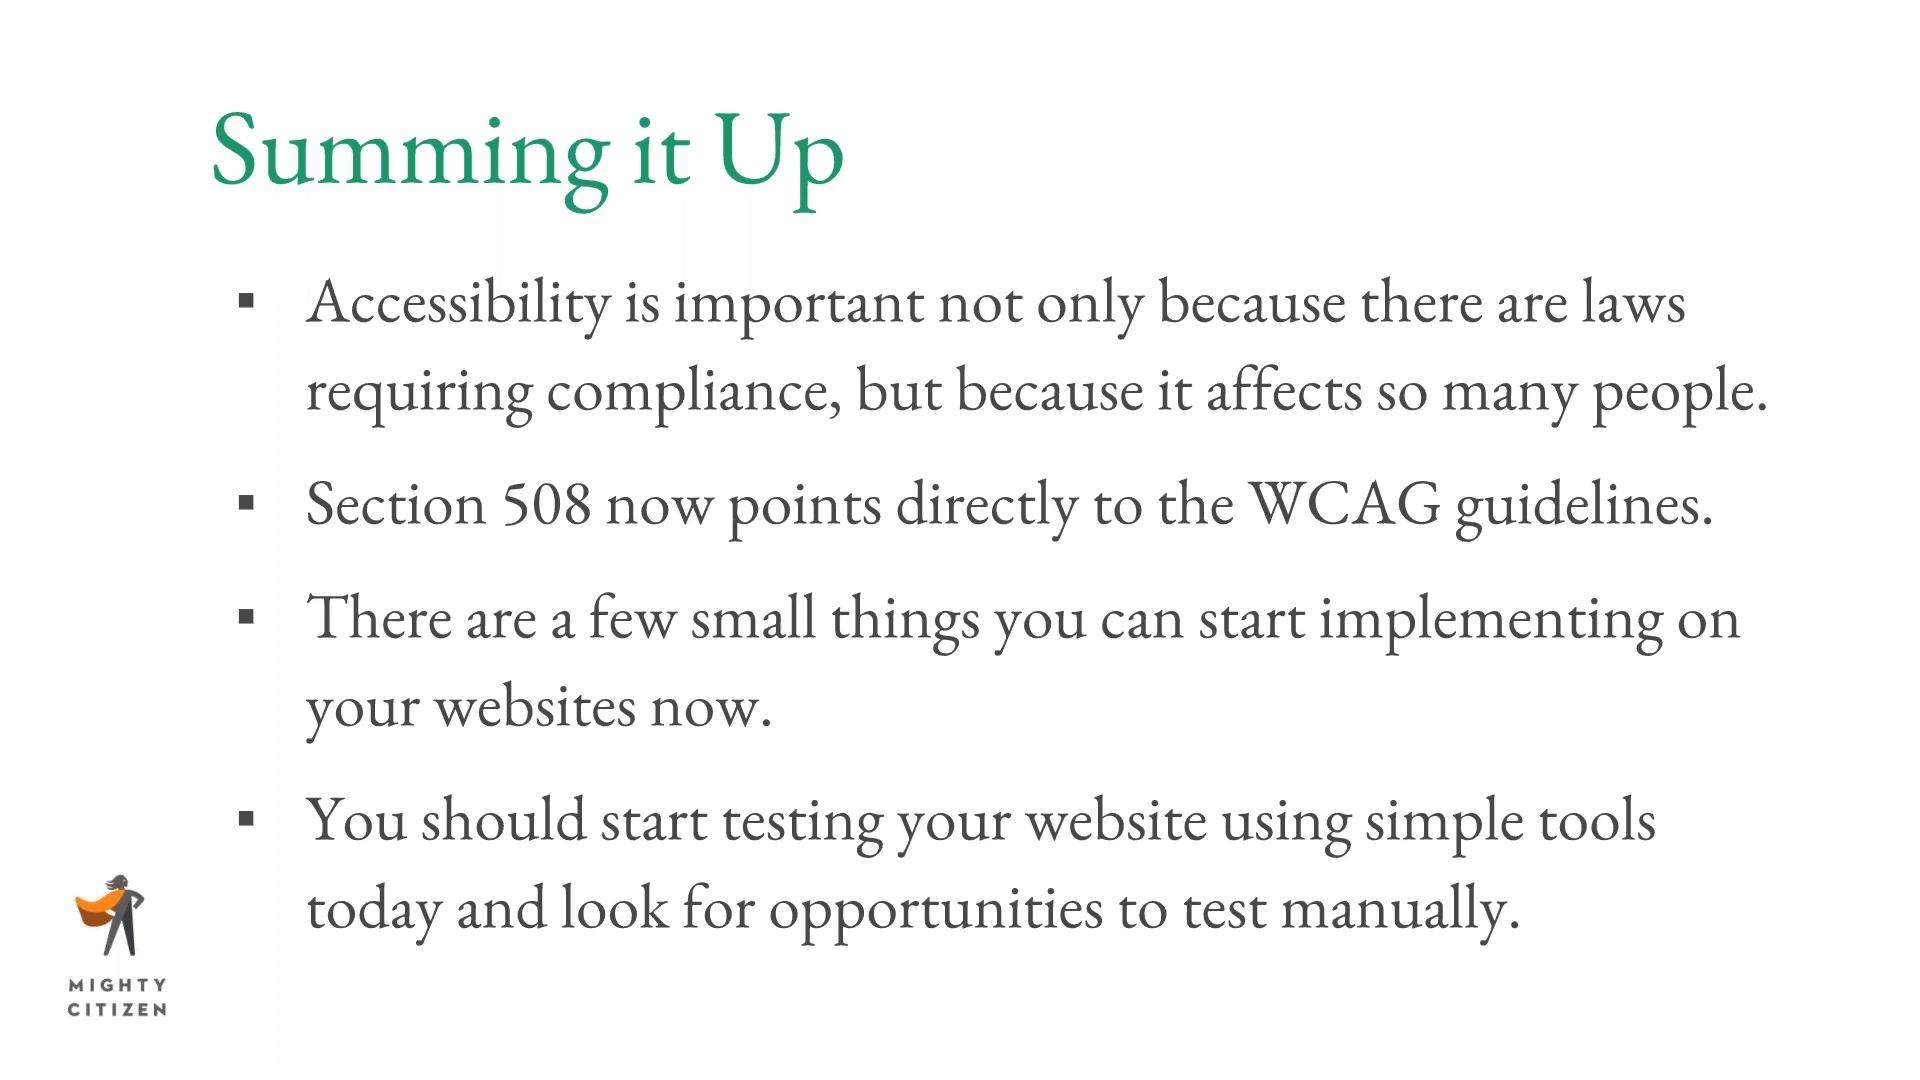 Summing it Up
▪ Accessibility is important not only because there are laws
requiring compliance, but because it affects so many people.
▪ Section 508 now points directly to the WCAG guidelines.
▪ There are a few small things you can start implementing on
your websites now.
▪ You should start testing your website using simple tools
today and look for opportunities to test manually.
MIGHTY
CITIZEN